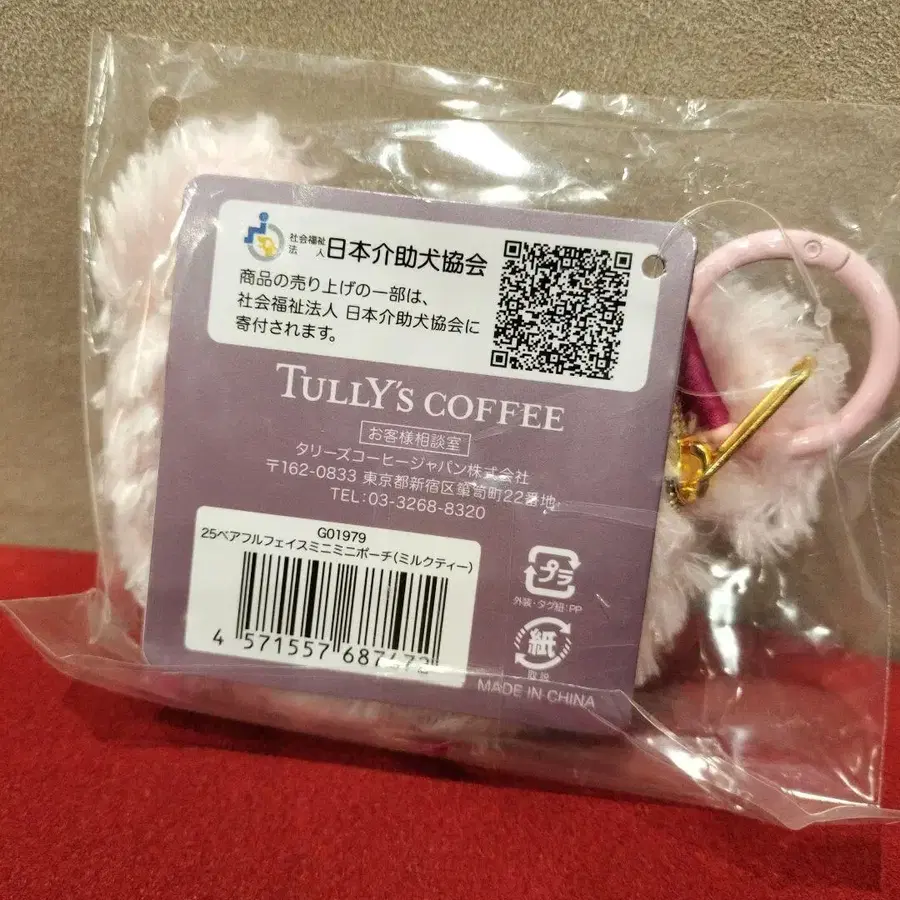 社会福祉法人 日本介助犬協会
商品の売り上げの一部は、
社会福祉法人 日本介助犬協会に
寄付されます。
TULLY'S COFFEE
お客様相談室
タリーズコーヒージャパン株式会社
〒162-0833 東京都新宿区箪笥町22番地
TEL:03-3268-8320
G01979
25ベアフルフェイスミニミニポーチ(ミルクティー)
4 571557 687472
プラ
外装・タグ紐:PP
紙
取説
MADE IN CHINA